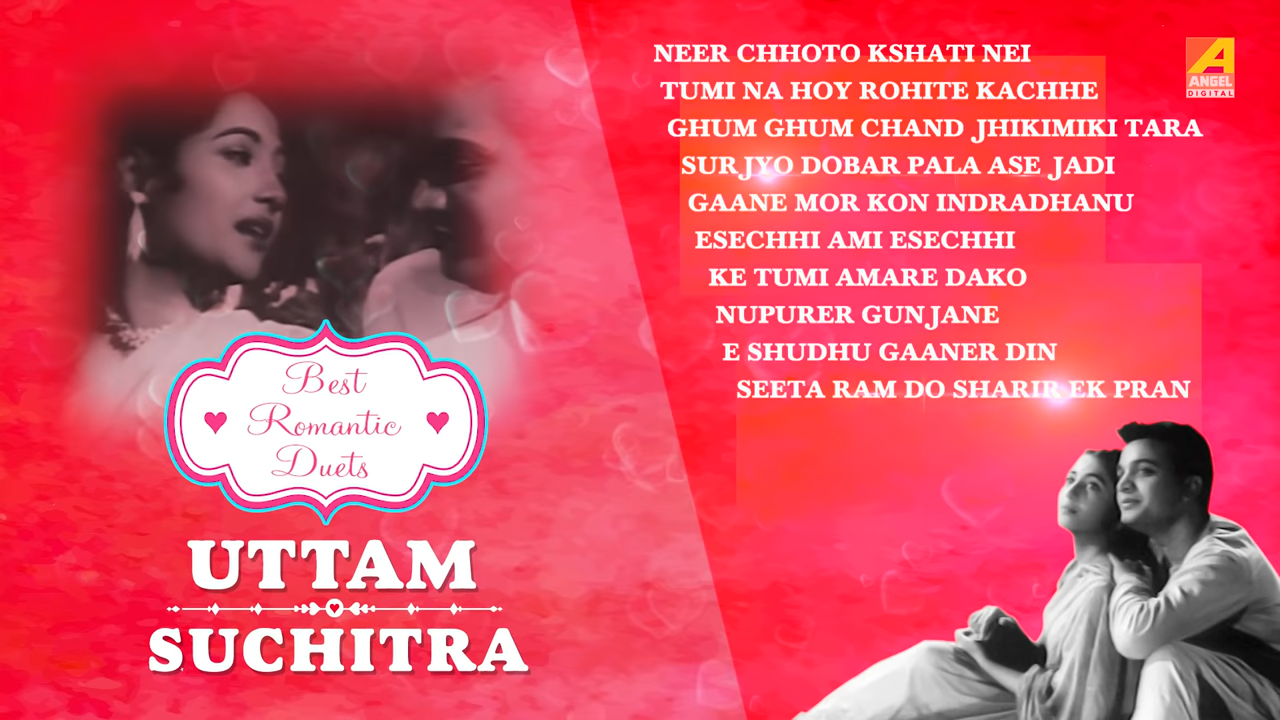 Best
Romantic
Duets
UTTAM
SUCHITRA
NEER CHHOTO KSHATI NEI
TUMI NA HOY ROHITE KACHHE
GHUM GHUM CHAND JHIKIMIKI TARA
SURJYO DOBAR PALA ASE JADI
GAANE MOR KON INDRADHANU
ESECHHI AMI ESECHHI
KE TUMI AMARE DAKO
NUPURER GUNJANE
E SHUDHU GAANER DIN
SEETA RAM DO SHARIR EK PRAN
A
ANGEL
DIGITAL